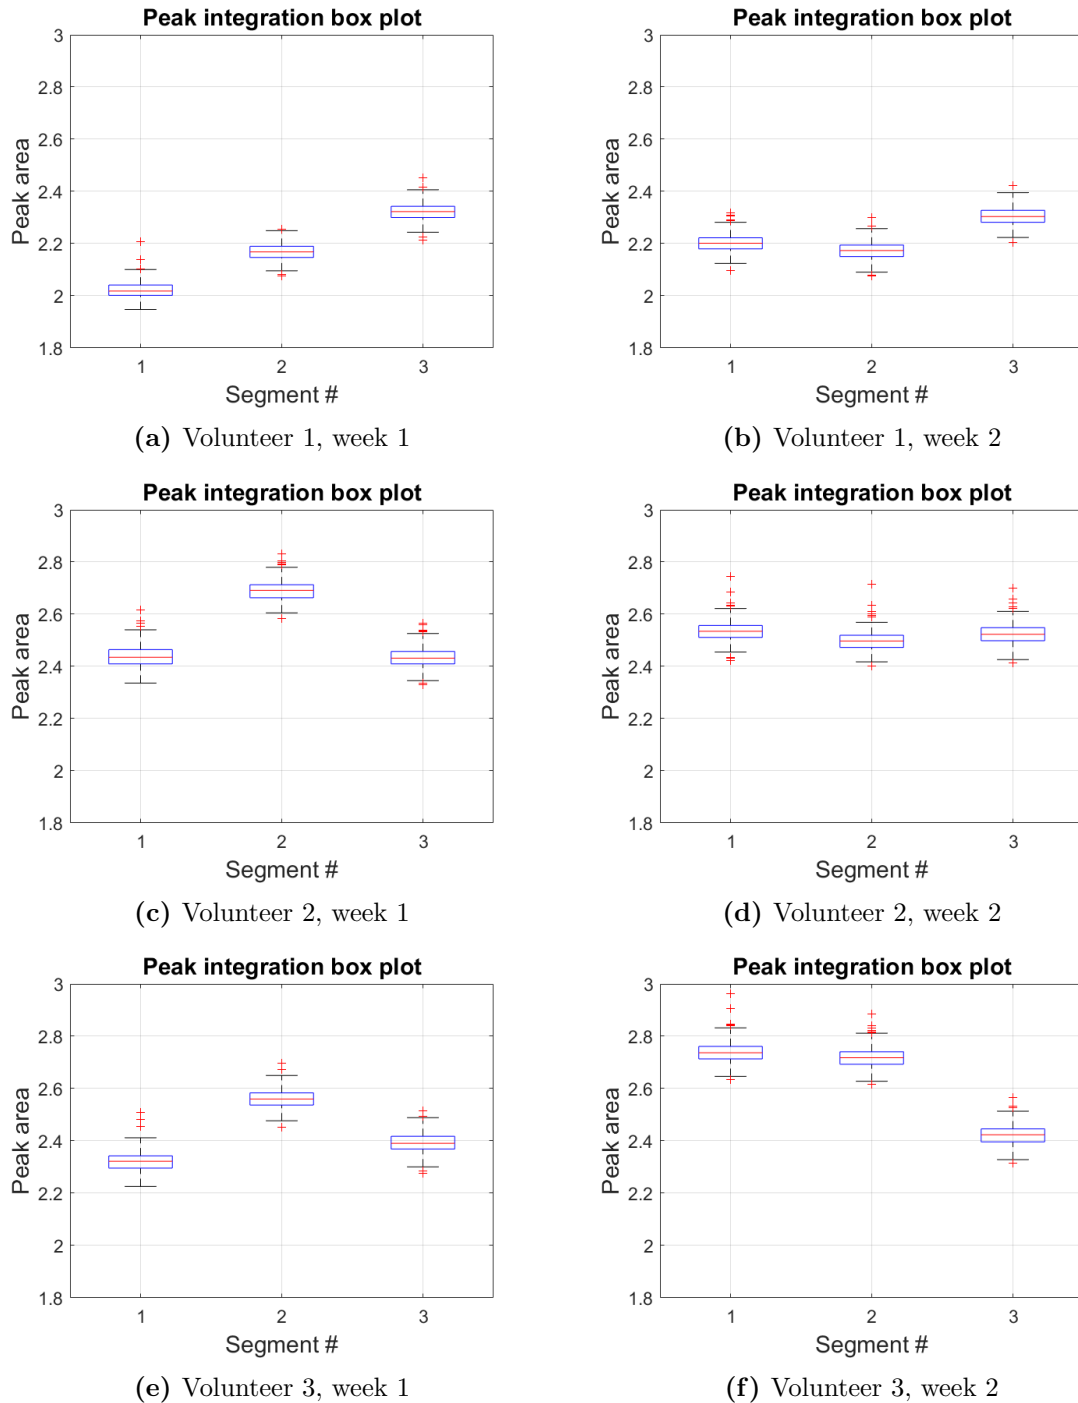 Peak integration box plot
3
2.8
2.6
2.4
2.2
2
1.8
Peak area
1 2 3
Segment #
(a) Volunteer 1, week 1
Peak integration box plot
3
2.8
2.6
2.4
2.2
2
1.8
Peak area
1 2 3
Segment #
(b) Volunteer 1, week 2
Peak integration box plot
3
2.8
2.6
2.4
2.2
2
1.8
Peak area
1 2 3
Segment #
(c) Volunteer 2, week 1
Peak integration box plot
3
2.8
2.6
2.4
2.2
2
1.8
Peak area
1 2 3
Segment #
(d) Volunteer 2, week 2
Peak integration box plot
3
2.8
2.6
2.4
2.2
2
1.8
Peak area
1 2 3
Segment #
(e) Volunteer 3, week 1
Peak integration box plot
3
2.8
2.6
2.4
2.2
2
1.8
Peak area
1 2 3
Segment #
(f) Volunteer 3, week 2